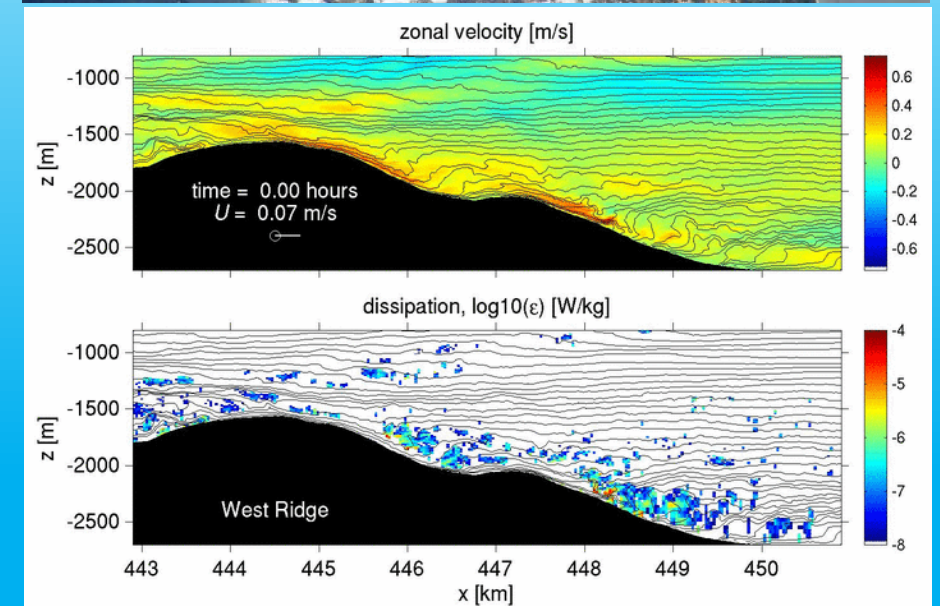 zonal velocity [m/s]
-1000
-1500
-2000
-2500
z [m]
time = 0.00 hours
U = 0.07 m/s
0.6
0.4
0.2
0
-0.2
-0.4
-0.6
dissipation, log10(ε) [W/kg]
-1000
-1500
-2000
-2500
z [m]
West Ridge
-4
-5
-6
-7
-8
443 444 445 446 447 448 449 450
x [km]